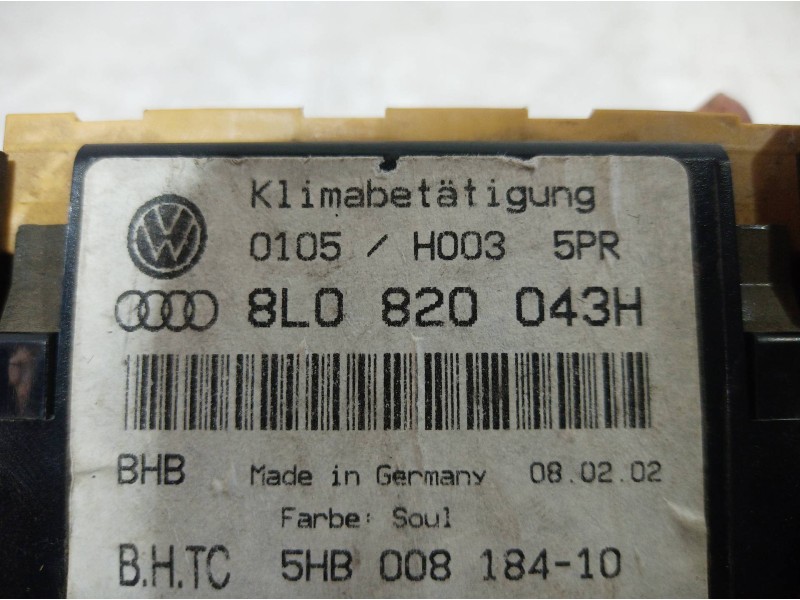 Klimabetätigung
0105 / H003 5PR
8L0 820 043H
BHB Made in Germany 08.02.02
Farbe: Soul
B.H.TC 5HB 008 184-10